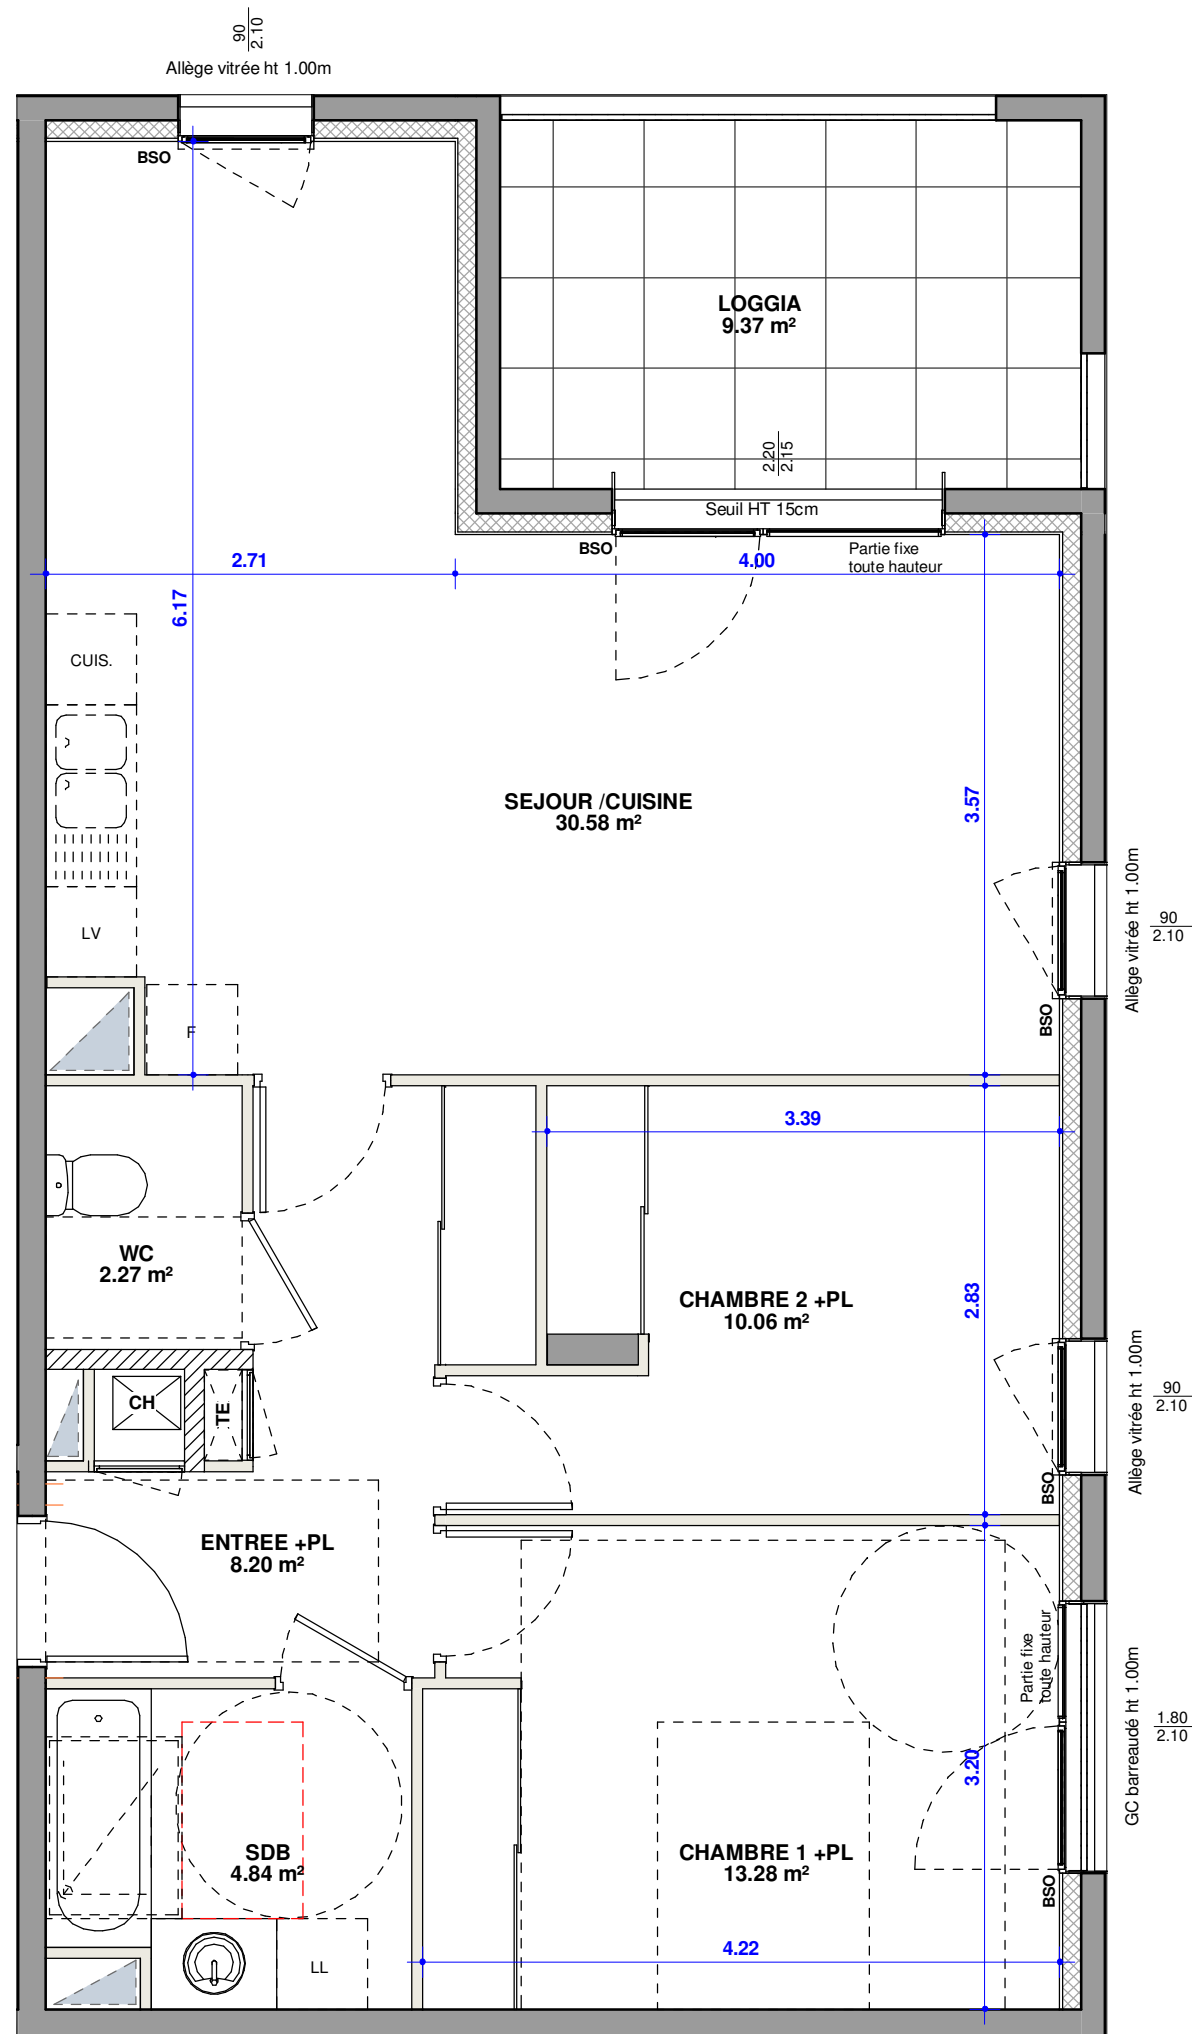 90
2.10
Allège vitrée ht 1.00m
BSO
LOGGIA
9.37 m²
2.20
2.15
Seuil HT 15cm
BSO
Partie fixe
toute hauteur
2.71
4.00
6.17
CUIS.
SEJOUR /CUISINE
30.58 m²
3.57
LV
F
Allège vitrée ht 1.00m
90
2.10
BSO
3.39
WC
2.27 m²
CHAMBRE 2 +PL
10.06 m²
2.83
Allège vitrée ht 1.00m
90
2.10
CH
TE
BSO
ENTREE +PL
8.20 m²
Partie fixe
toute hauteur
GC barreaudé ht 1.00m
1.80
2.10
3.20
SDB
4.84 m²
CHAMBRE 1 +PL
13.28 m²
BSO
4.22
LL